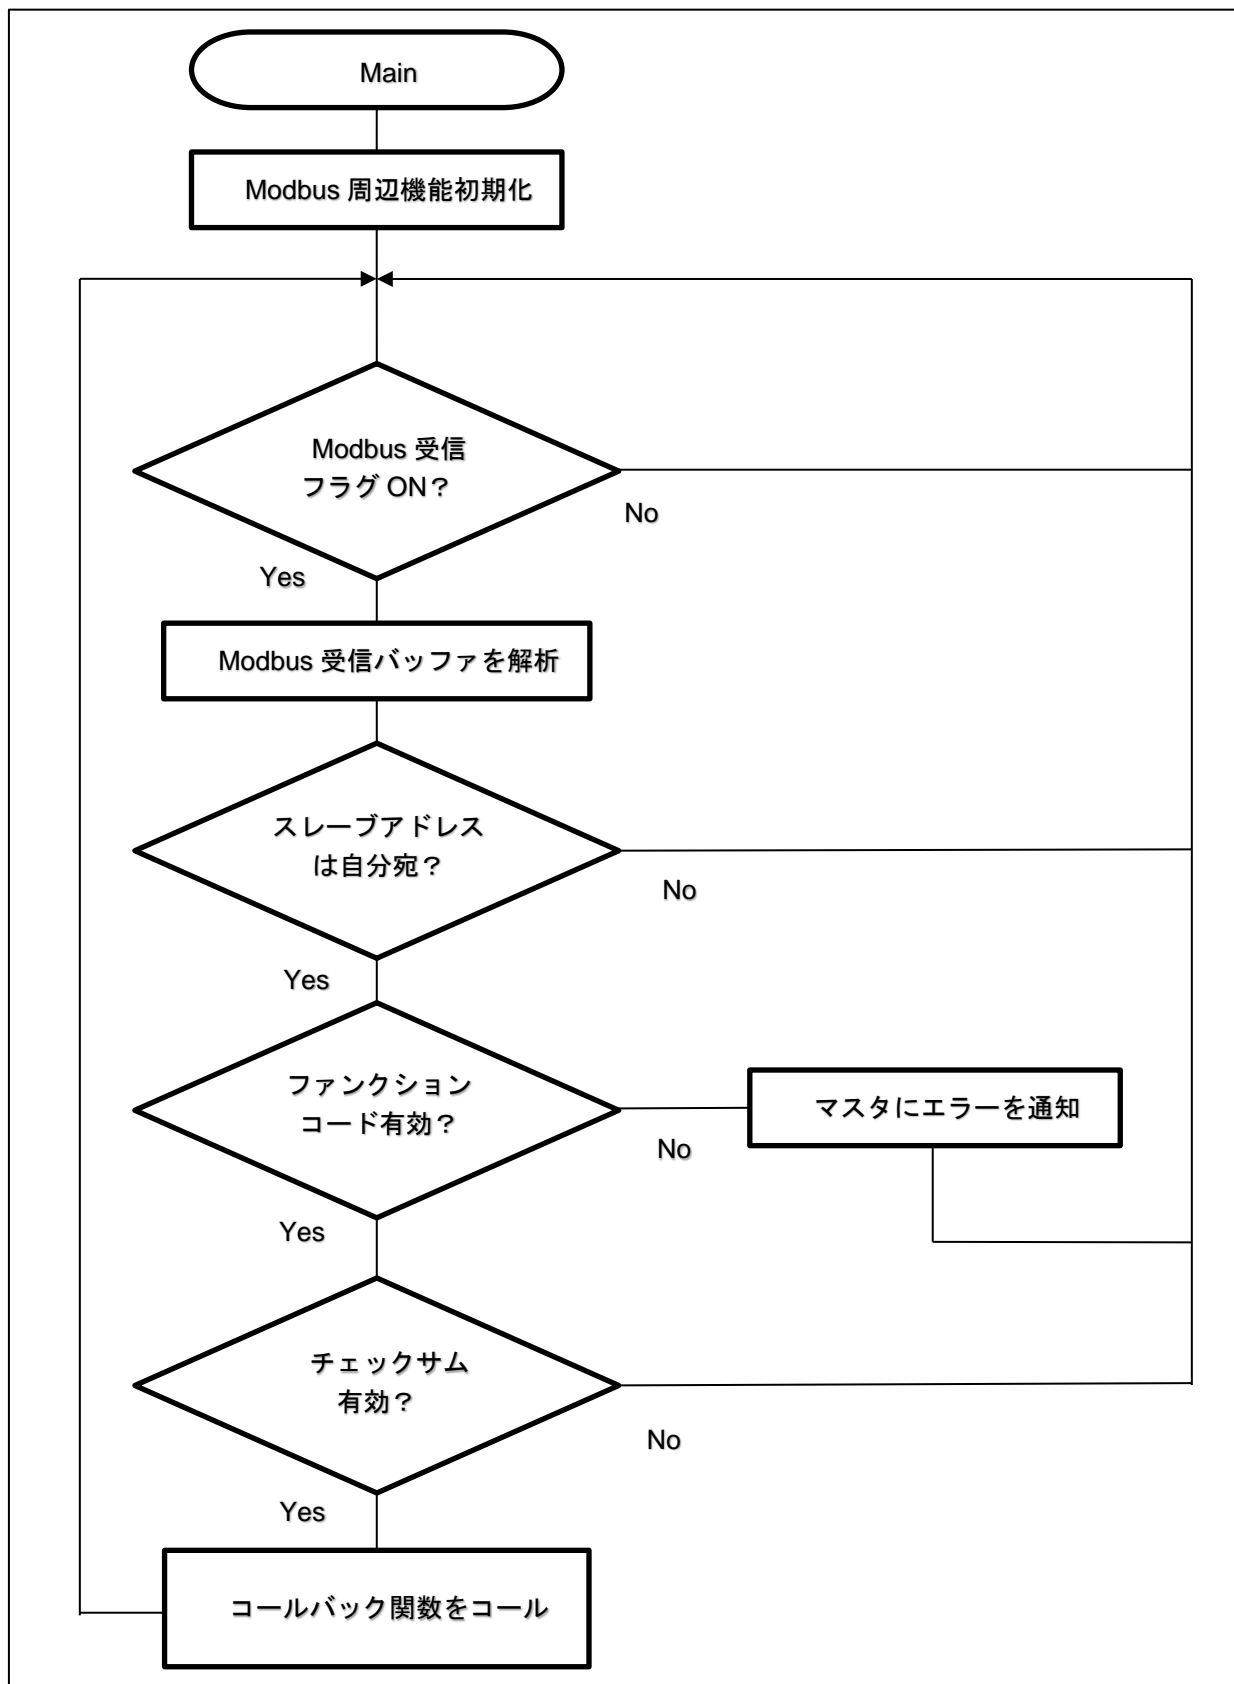 Main
Modbus 周辺機能初期化
Modbus 受信
フラグ ON？
No
Yes
Modbus 受信バッファを解析
スレーブアドレス
は自分宛？
No
Yes
ファンクション
コード有効？
マスタにエラーを通知
No
Yes
チェックサム
有効？
No
Yes
コールバック関数をコール